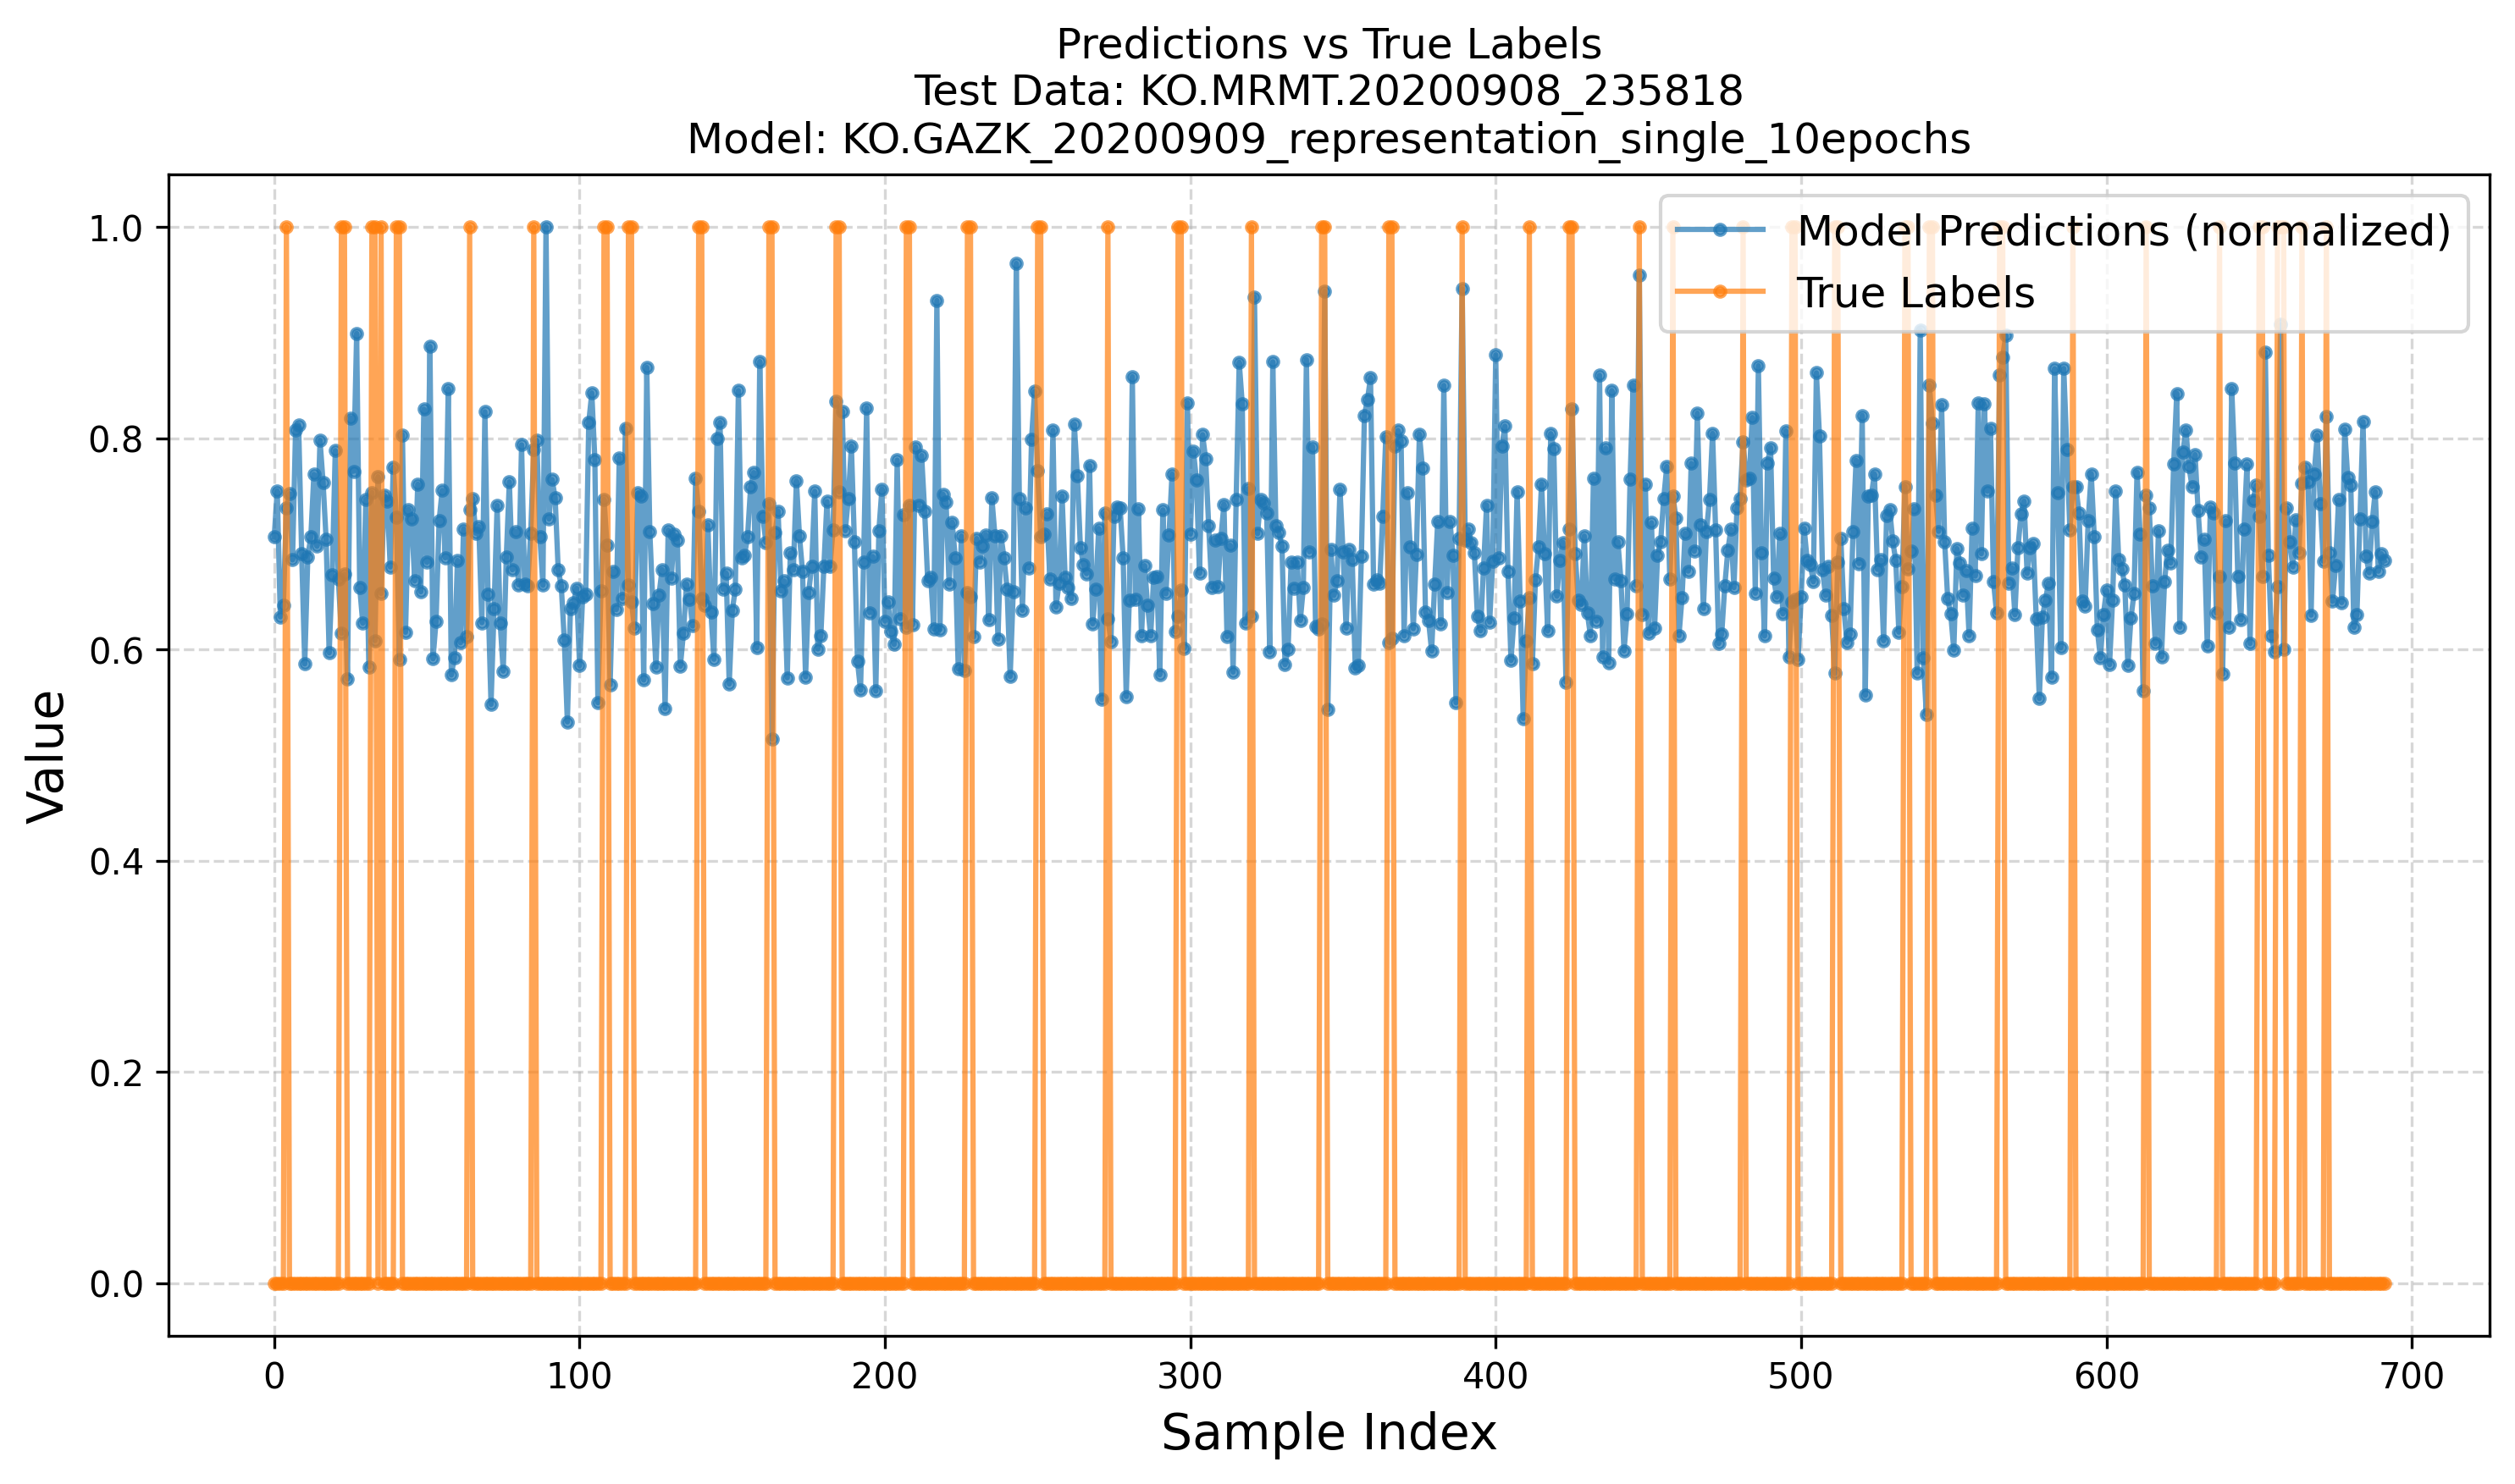 Predictions vs True Labels
Test Data: KO.MRMT.20200908_235818
Model: KO.GAZK_20200909_representation_single_10epochs
Model Predictions (normalized)
True Labels
1.0
0.8
0.6
0.4
0.2
0.0
Value
0 100 200 300 400 500 600 700
Sample Index